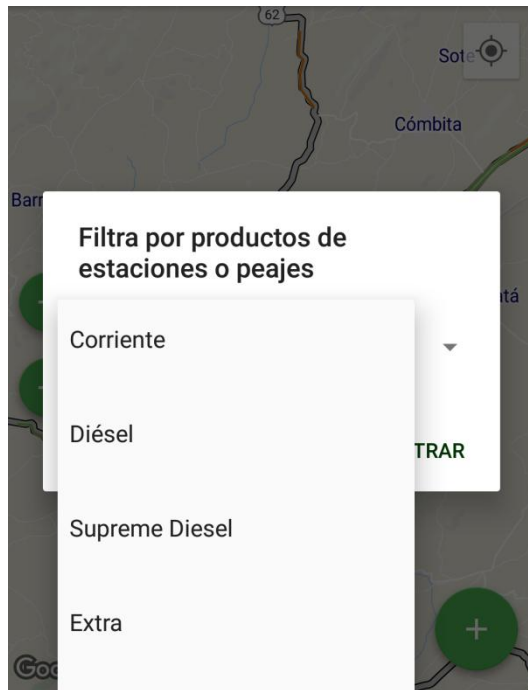 62
Sote
Cómbita
Barr
Filtra por productos de
estaciones o peajes
tá
Corriente
Diésel
TRAR
Supreme Diesel
Extra
+
Goo